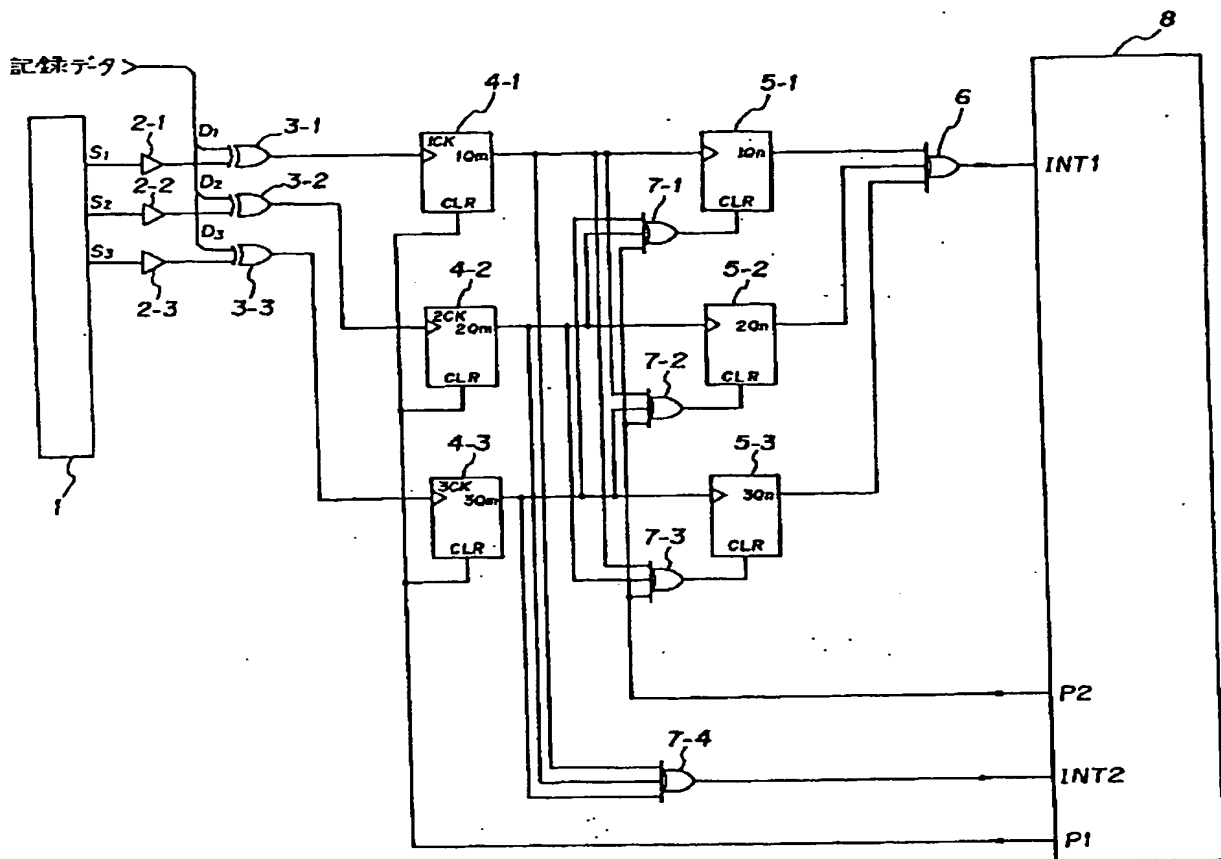 8
記録データ
4-1
5-1
6
2-1
D1
3-1
1CK
1Qm
1Qn
INT1
S1
2-2
D2
3-2
CLR
CLR
7-1
S2
D3
S3
4-2
5-2
2-3
3-3
2CK
2Qm
2Qn
7-2
CLR
CLR
4-3
5-3
3CK
3Qm
3Qn
1
7-3
CLR
CLR
P2
7-4
INT2
P1